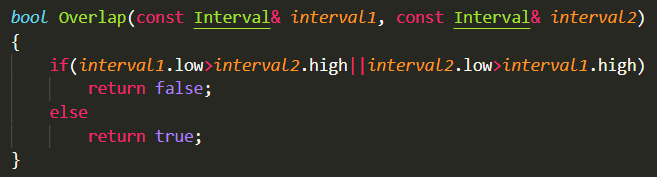 bool Overlap(const Interval& interval1, const Interval& interval2)
{
    if(interval1.low>interval2.high||interval2.low>interval1.high)
        return false;
    else
        return true;
}